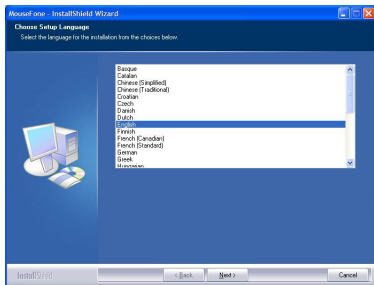 MouseFone - InstallShield Wizard
Choose Setup Language
Select the language for the installation from the choices below.
Basque
Catalan
Chinese (Simplified)
Chinese (Traditional)
Croatian
Czech
Danish
Dutch
English
Finnish
French (Canadian)
French (Standard)
German
Greek
Hungarian
InstallShield
< Back
Next >
Cancel